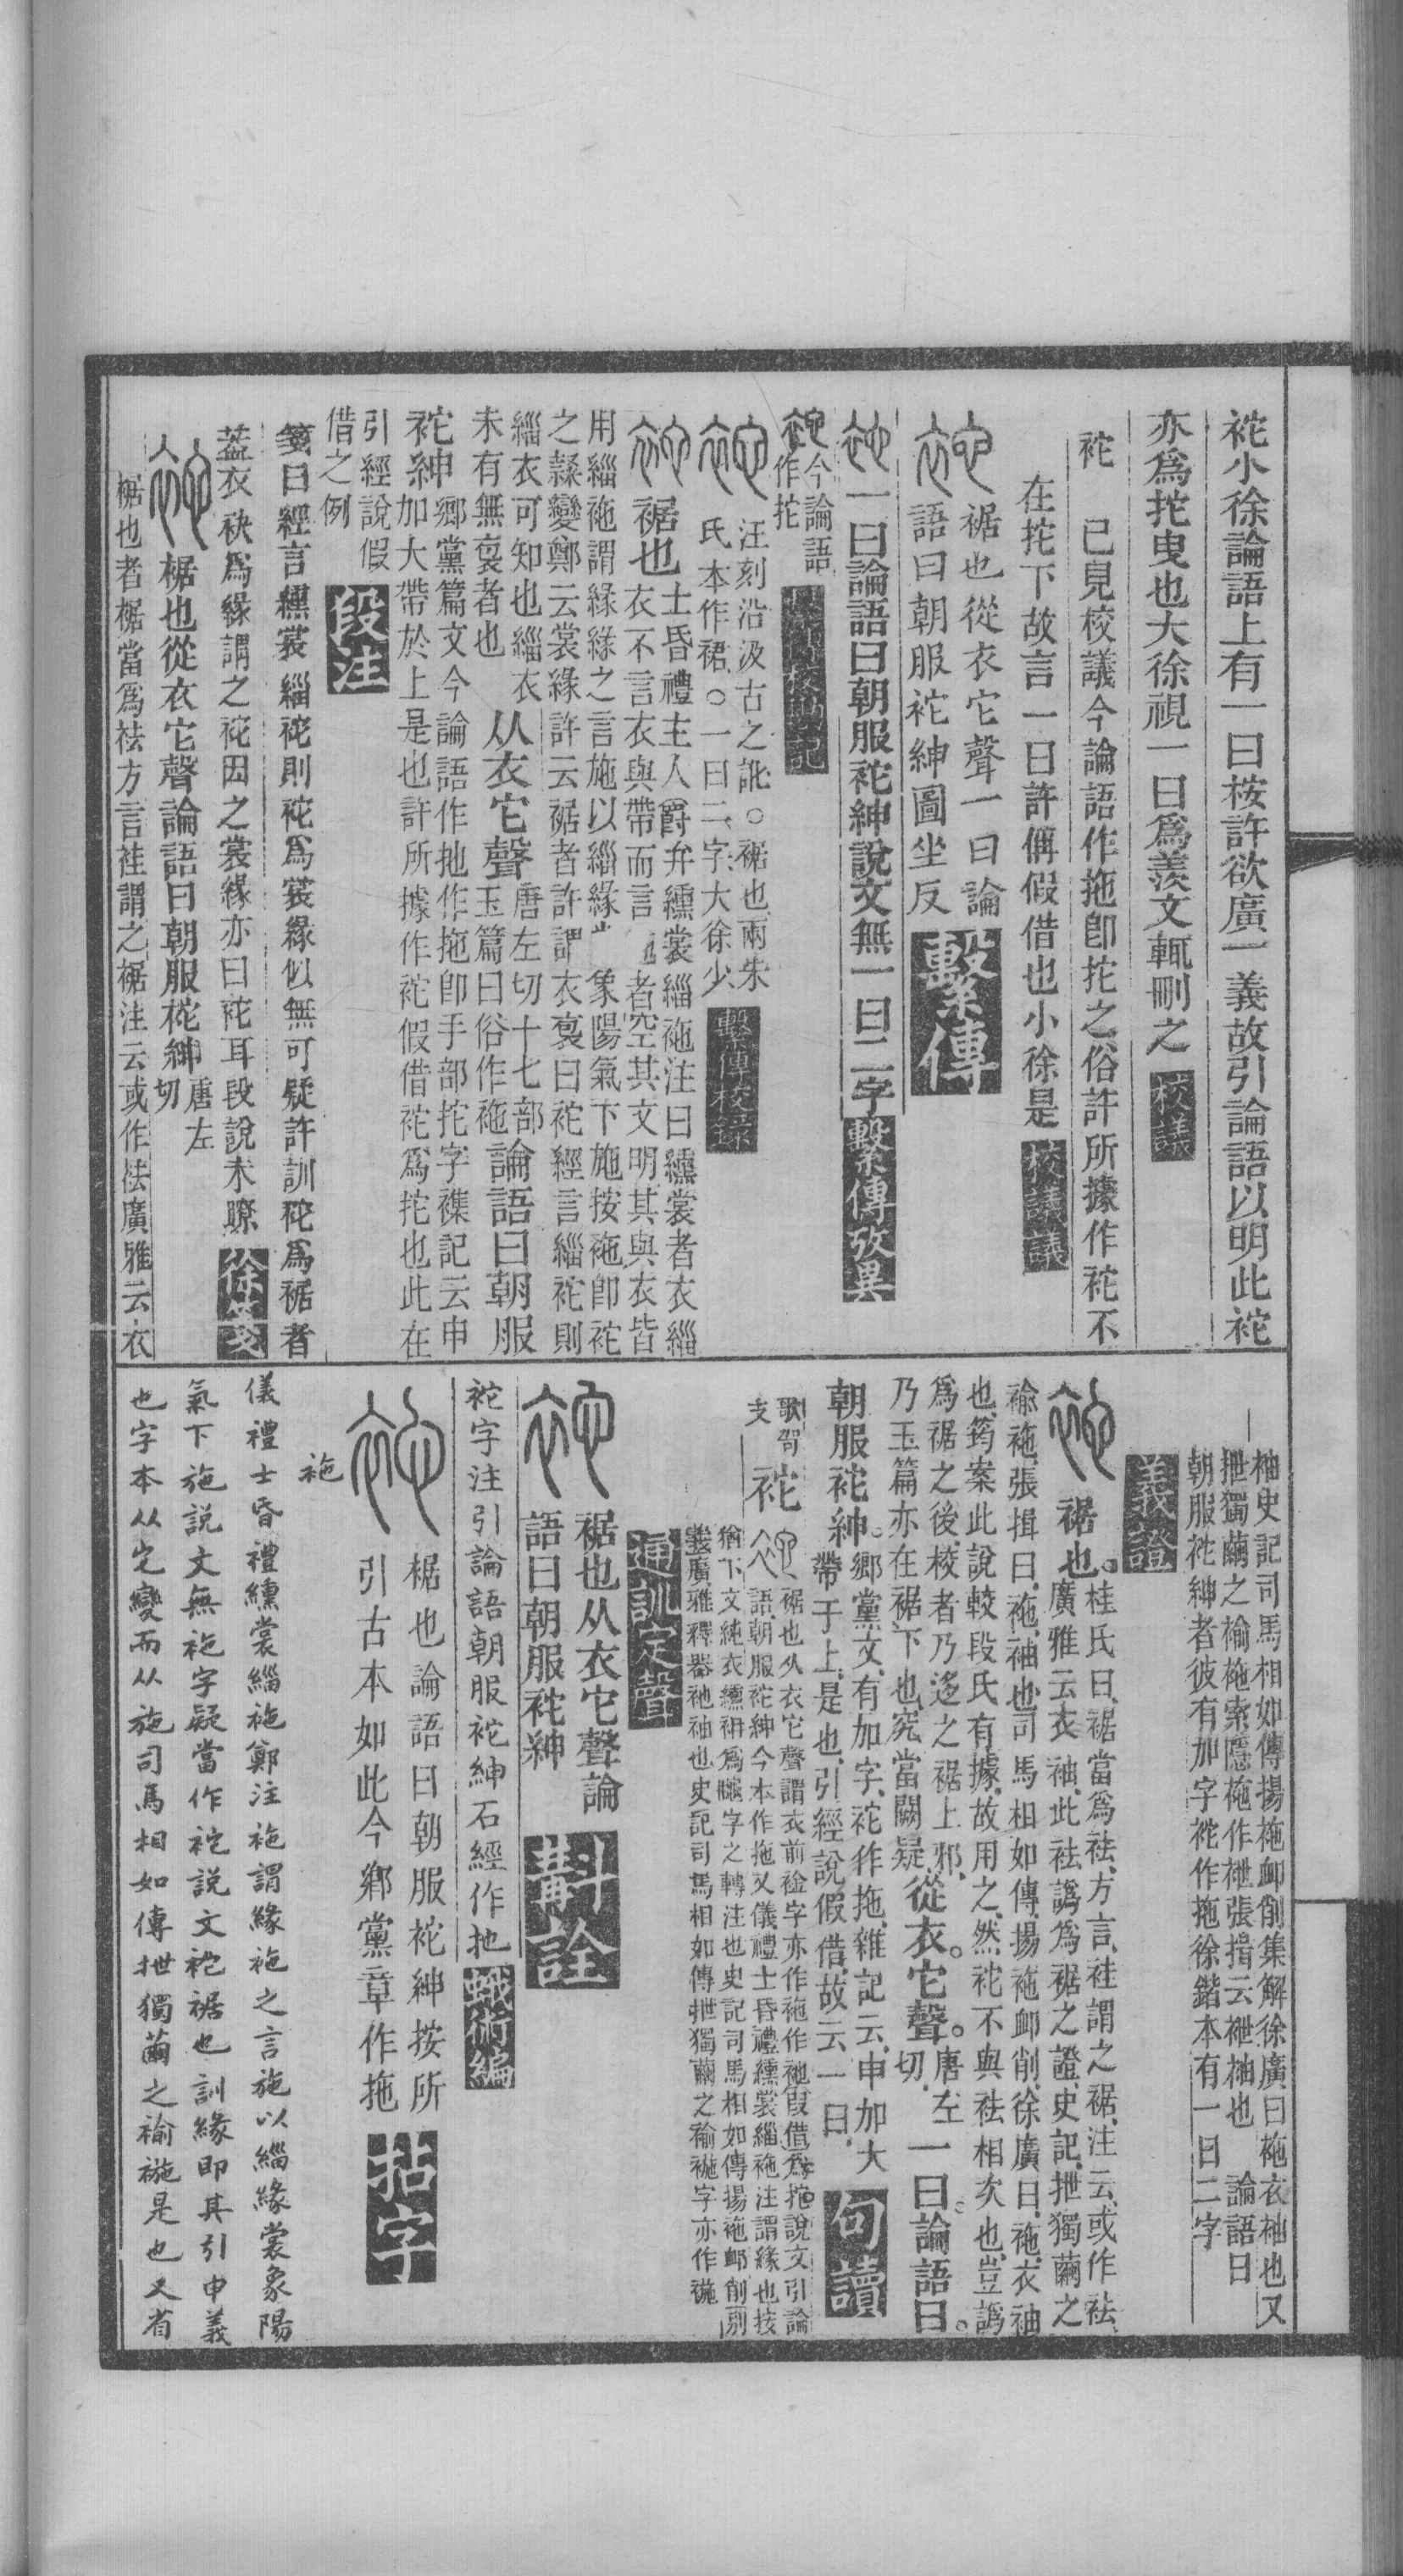 袉小徐論語上有一曰桉許欲廣一義故引論語以明此袉
亦爲拕曳也大徐視一曰爲羨文輒刪之 校議
袉 已見校議今論語作拖卽拕之俗許所據作袉不
在拕下故言一曰許偁假借也小徐是 校議議
裾也從衣它聲一曰論
語曰朝服袉紳圖坐反 繫傳
一曰論語曰朝服袉紳說文無一曰二字 繫傳攷異
今論語
作拕
汪刻沿汲古之訛○裾也兩朱
氏本作裙○一曰二字大徐少 繫傳校錄
裾也
士昏禮主人爵弁纁裳緇袘注曰纁裳者衣緇
衣不言衣與帶而言 者空其文明其與衣皆
用緇袘謂緣緣之言施以緇緣 象陽氣下施按袘卽袉
之隸變鄭云裳緣許云裾者許謂衣裒曰袉經言緇袉則
緇衣可知也緇衣
未有無裒者也
从衣它聲
唐左切十七部
玉篇曰俗作袘
論語曰朝服
袉紳
鄉黨篇文今論語作扡作拖卽手部拕字襍記云申
加大帶於上是也許所據作袉假借袉爲拕也此在
引經說假
借之例 段注
箋曰經言纁裳緇袉則袉爲裳緣似無可疑許訓袉爲裾者
葢衣袂爲緣謂之袉因之裳緣亦曰袉耳段說未瞭 徐箋
裾也從衣它聲論語曰朝服袉紳
唐左
切
裾也者裾當爲袪方言袿謂之裾注云或作袪廣雅云衣
袖史記司馬相如傳揚袘卹削集解徐廣曰袘衣袖也又
抴獨繭之褕袘索隱袘作袣張揖云袣袖也 論語曰
朝服袉紳者彼有加字袉作拖徐鍇本有一曰二字
義證
裾也
桂氏曰裾當爲袪方言袿謂之裾注云或作袪
廣雅云衣袖此袪譌爲裾之證史記抴獨繭之
褕袘張揖曰袘袖也司馬相如傳揚袘卹削徐廣曰袘衣袖
也筠案此說較段氏有據故用之然袉不與袪相次也豈譌
爲裾之後校者乃迻之裾上邪
乃玉篇亦在裾下也究當闕疑
從衣它聲
唐左
切
一曰論語曰
朝服袉紳
鄉黨文有加字袉作拖雜記云申加大
帶于上是也引經說假借故云一曰 句讀
歌哿
支
袉
裾也从衣它聲謂衣前襟字亦作袘作袣叚借爲拕說文引論
語朝服袉紳今本作拖又儀禮士昏禮纁裳緇袘注謂緣也按
猶下文純衣纁袡爲 字之轉注也史記司馬相如傳揚袘卹削別
義廣雅釋器袣袖也史記司馬相如傳抴獨繭之褕 字亦作
通訓定聲
裾也从衣它聲論
語曰朝服袉紳 斠詮
袉字注引論語朝服袉紳石經作扡 蛾術編
裾也論語曰朝服袉紳按所
引古本如此今鄉黨章作拖 拈字
袘
儀禮士昏禮纁裳緇袘鄭注袘謂緣袘之言施以緇緣裳象陽
氣下施說文無袘字疑當作袉說文袉裾也訓緣卽其引申義
也字本从它變而从施司馬相如傳抴獨繭之褕 是也又省